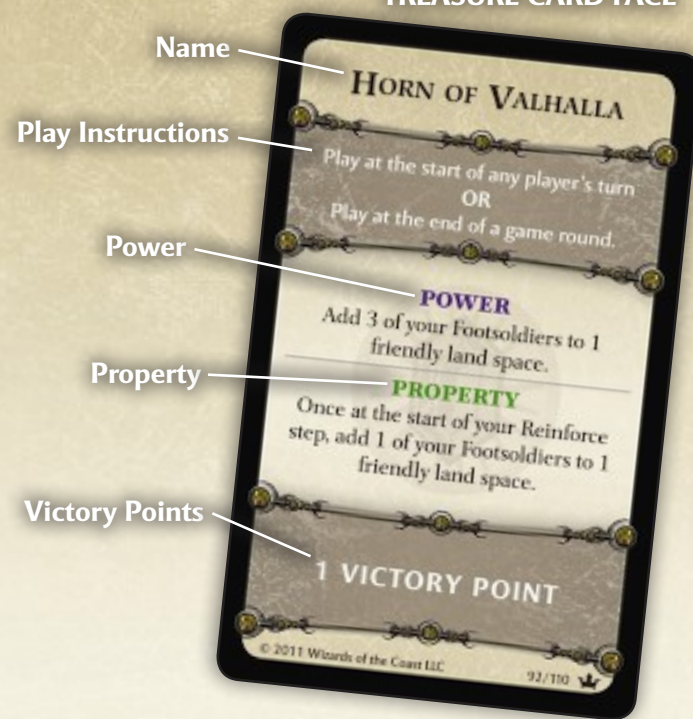 TREASURE CARD FACE
Name
HORN OF VALHALLA
Play Instructions
Play at the start of any player's turn
OR
Play at the end of a game round.
Power
POWER
Add 3 of your Footsoldiers to 1
friendly land space.
Property
PROPERTY
Once at the start of your Reinforce
step, add 1 of your Footsoldiers to 1
friendly land space.
Victory Points
1 VICTORY POINT
© 2011 Wizards of the Coast LLC
92/110